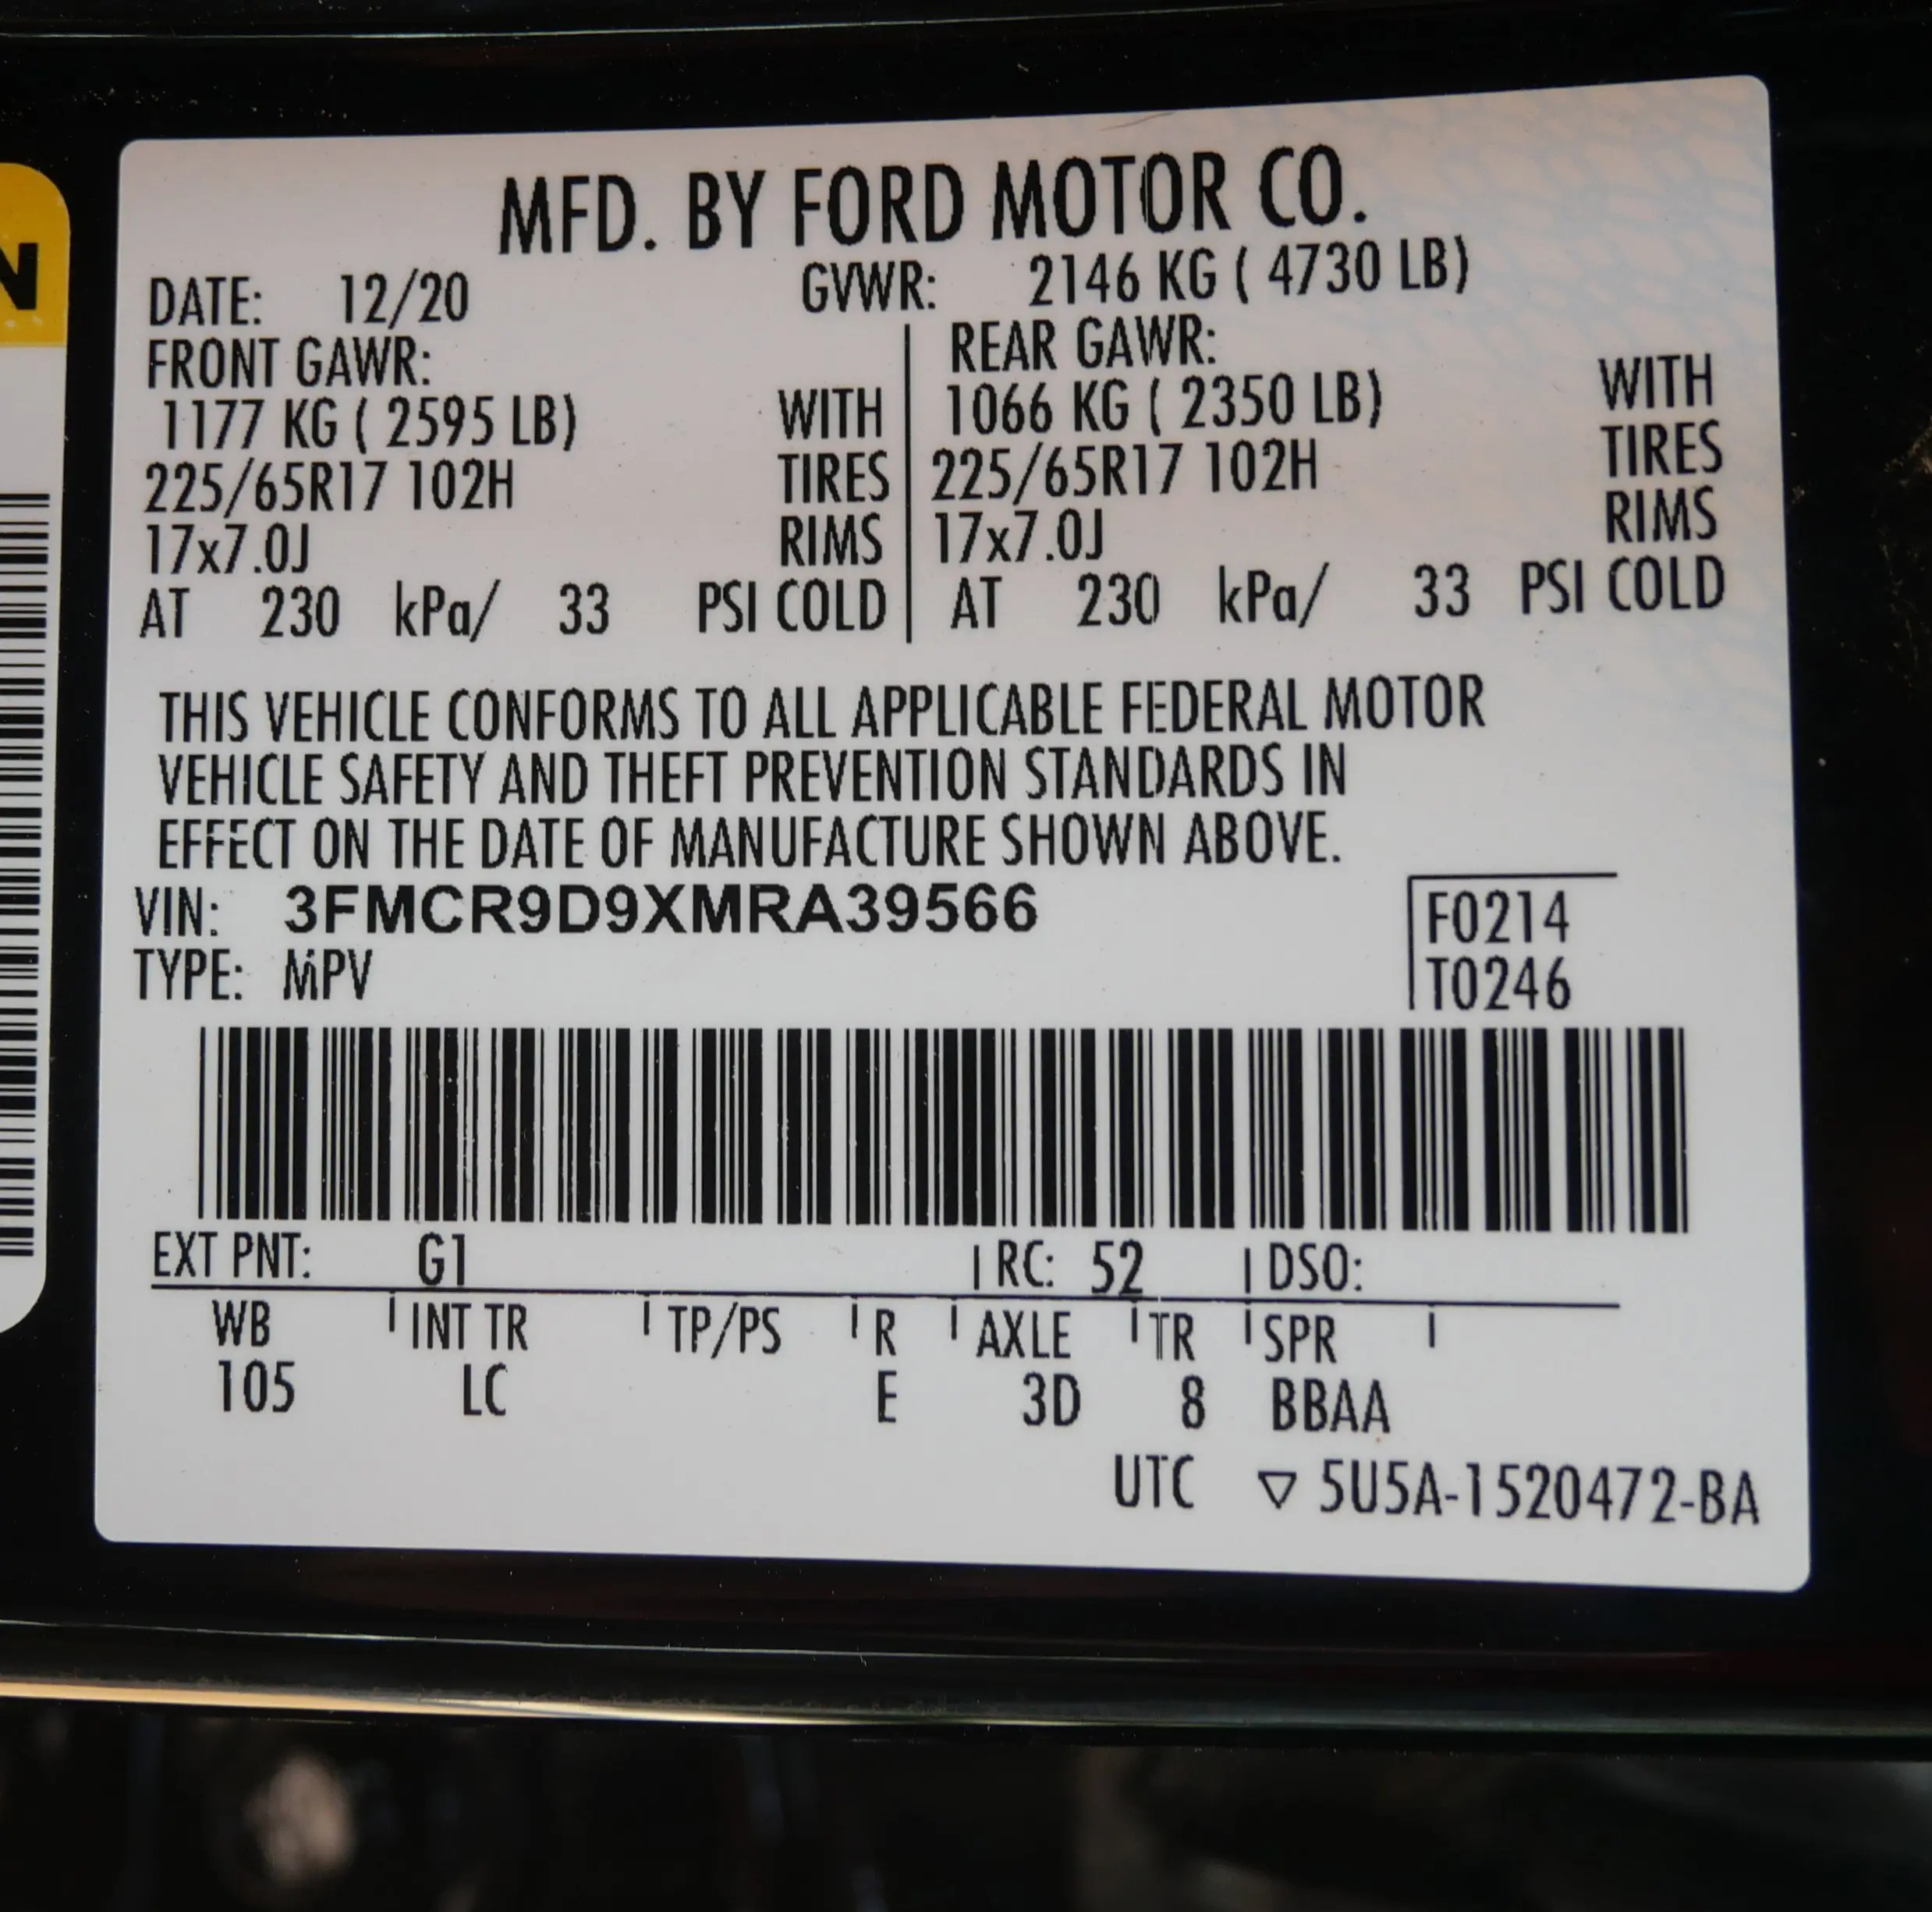 N
MFD. BY FORD MOTOR CO.
DATE: 12/20 GVWR: 2146 KG ( 4730 LB)
FRONT GAWR: REAR GAWR:
1177 KG ( 2595 LB) WITH 1066 KG ( 2350 LB) WITH
225/65R17 102H TIRES 225/65R17 102H TIRES
17x7.0J RIMS 17x7.0J RIMS
AT 230 kPa/ 33 PSI COLD AT 230 kPa/ 33 PSI COLD
THIS VEHICLE CONFORMS TO ALL APPLICABLE FEDERAL MOTOR
VEHICLE SAFETY AND THEFT PREVENTION STANDARDS IN
EFFECT ON THE DATE OF MANUFACTURE SHOWN ABOVE.
VIN: 3FMCR9D9XMRA39566 F0214
TYPE: MPV T0246
EXT PNT: G1 RC: 52 DSO:
WB INT TR TP/PS R AXLE TR SPR
105 LC E 3D 8 BBAA
UTC ▽ 5U5A-1520472-BA